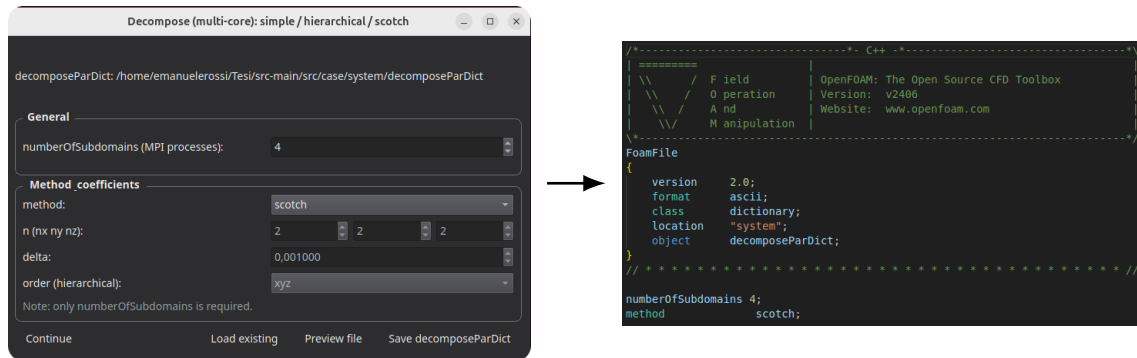 Decompose (multi-core): simple / hierarchical / scotch
decomposeParDict: /home/emanuelerossi/Tesi/src-main/src/case/system/decomposeParDict
General
numberOfSubdomains (MPI processes): 4
Method_coefficients
method: scotch
n (nx ny nz): 2 2 2
delta: 0,001000
order (hierarchical): xyz
Note: only numberOfSubdomains is required.
Continue Load existing Preview file Save decomposeParDict
/*--------------------------------*- C++ -*----------------------------------*\
| ========= | |
| \\ / F ield | OpenFOAM: The Open Source CFD Toolbox |
| \\ / O peration | Version: v2406 |
| \\ / A nd | Website: www.openfoam.com |
| \\/ M anipulation | |
\*---------------------------------------------------------------------------*/
FoamFile
{
version 2.0;
format ascii;
class dictionary;
location "system";
object decomposeParDict;
}
// * * * * * * * * * * * * * * * * * * * * * * * * * * * * * * * * * * * * * //
numberOfSubdomains 4;
method scotch;